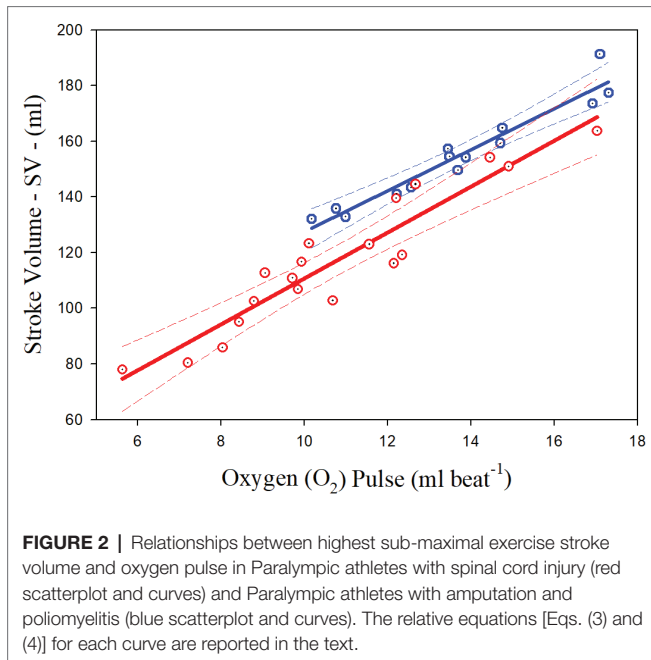 200
180
160
140
120
100
80
60
Stroke Volume - SV - (ml)
6 8 10 12 14 16 18
Oxygen (O₂) Pulse (ml beat⁻¹)
FIGURE 2 | Relationships between highest sub-maximal exercise stroke
volume and oxygen pulse in Paralympic athletes with spinal cord injury (red
scatterplot and curves) and Paralympic athletes with amputation and
poliomyelitis (blue scatterplot and curves). The relative equations [Eqs. (3) and
(4)] for each curve are reported in the text.